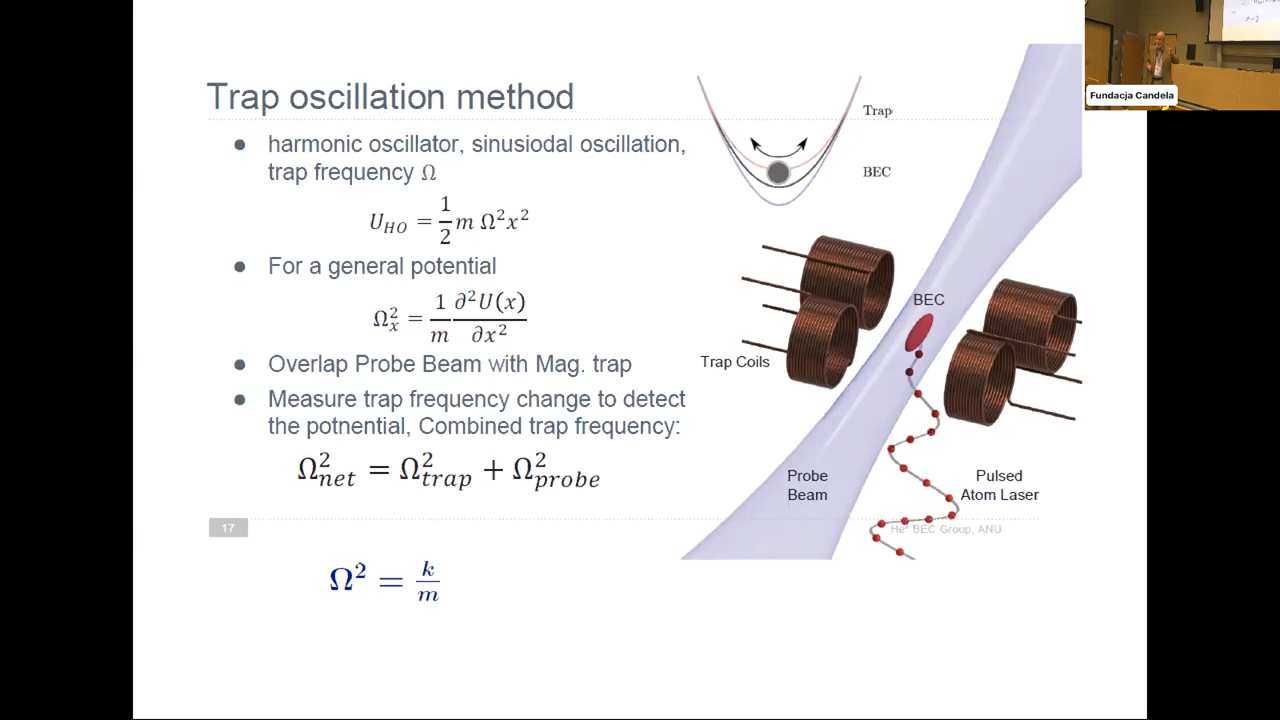 Trap oscillation method
● harmonic oscillator, sinusiodal oscillation,
trap frequency Ω
U_HO = 1/2 m Ω²x²
● For a general potential
Ω_x² = 1/m ∂²U(x)/∂x²
● Overlap Probe Beam with Mag. trap
● Measure trap frequency change to detect
the potnential, Combined trap frequency:
Ω²_net = Ω²_trap + Ω²_probe
17
Ω² = k/m
Trap
BEC
BEC
Trap Coils
Probe
Beam
Pulsed
Atom Laser
He* BEC Group, ANU
Fundacja Candela